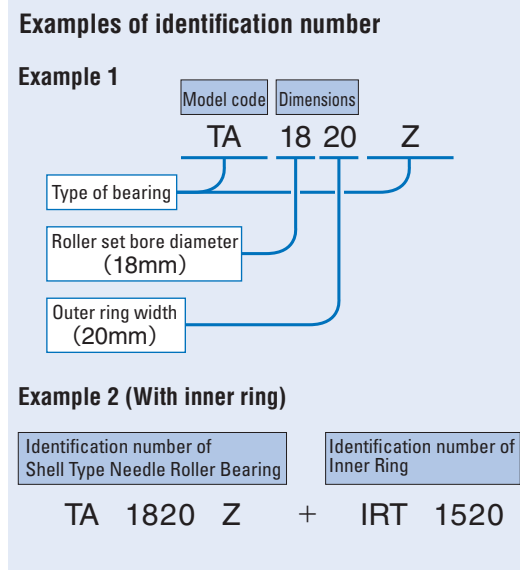 Examples of identification number
Example 1
Model code Dimensions
TA 18 20 Z
Type of bearing
Roller set bore diameter
（18mm）
Outer ring width
（20mm）
Example 2 (With inner ring)
Identification number of
Shell Type Needle Roller Bearing
Identification number of
Inner Ring
TA 1820 Z + IRT 1520